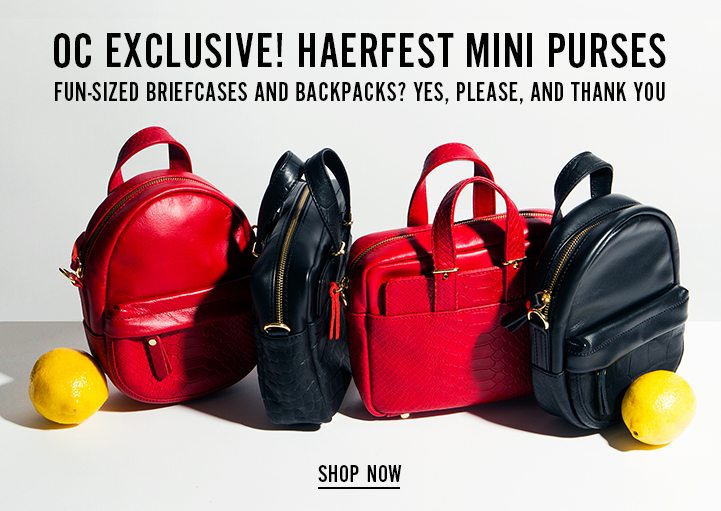 OC EXCLUSIVE! HAERFEST MINI PURSES
FUN-SIZED BRIEFCASES AND BACKPACKS? YES, PLEASE, AND THANK YOU
SHOP NOW